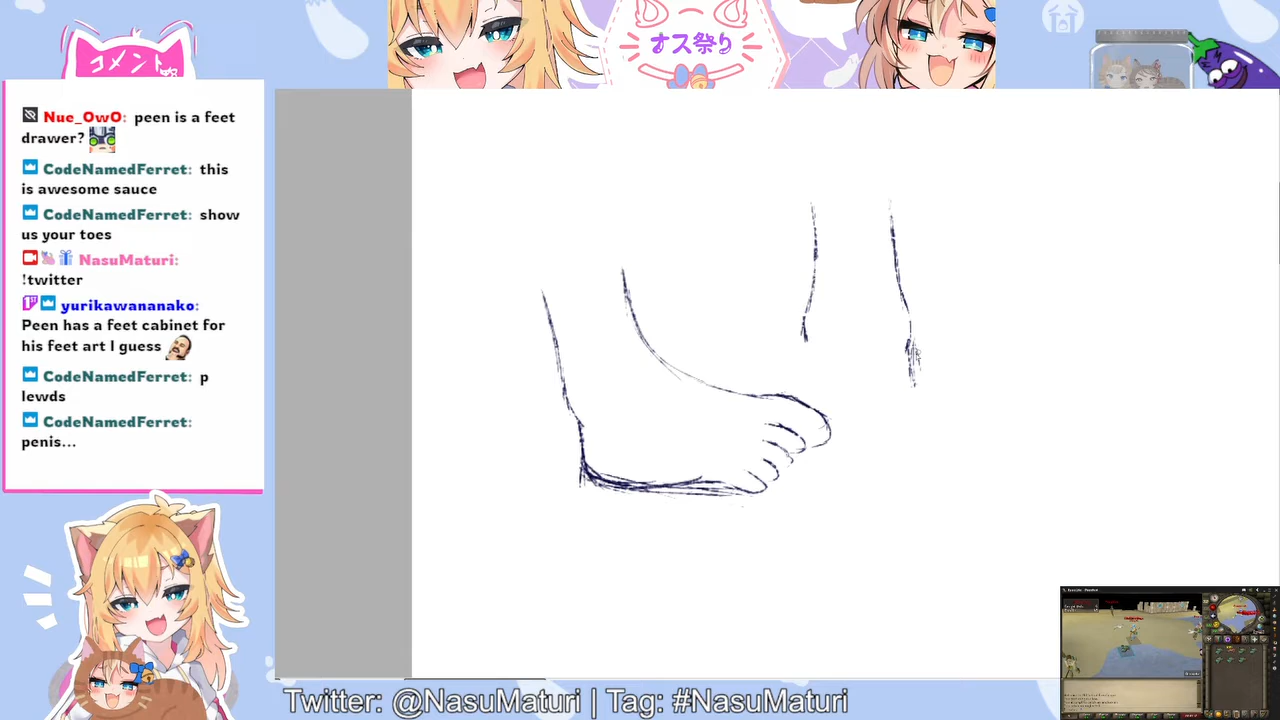 コメント
ナス祭り
Nue_OwO: peen is a feet
drawer?
CodeNamedFerret: this
is awesome sauce
CodeNamedFerret: show
us your toes
NasuMaturi:
!twitter
yurikawananako:
Peen has a feet cabinet for
his feet art I guess
CodeNamedFerret: p
lewds
CodeNamedFerret:
penis...
Twitter: @NasuMaturi | Tag: #NasuMaturi